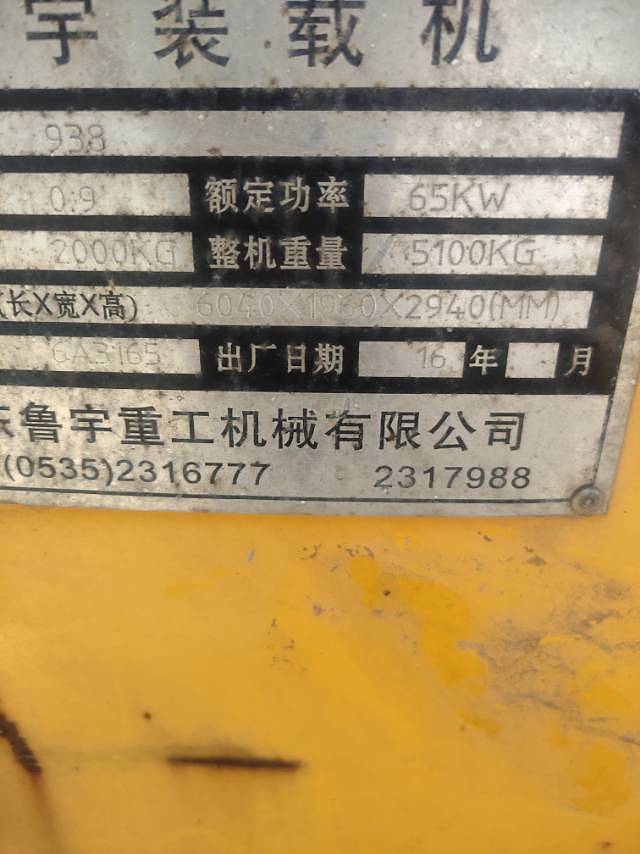 宇装载机
938
0.9 额定功率 65KW
2000KG 整机重量 5100KG
(长X宽X高) 6040X1960X2940(MM)
6A3165 出厂日期 16 年 月
东鲁宇重工机械有限公司
(0535)2316777 2317988